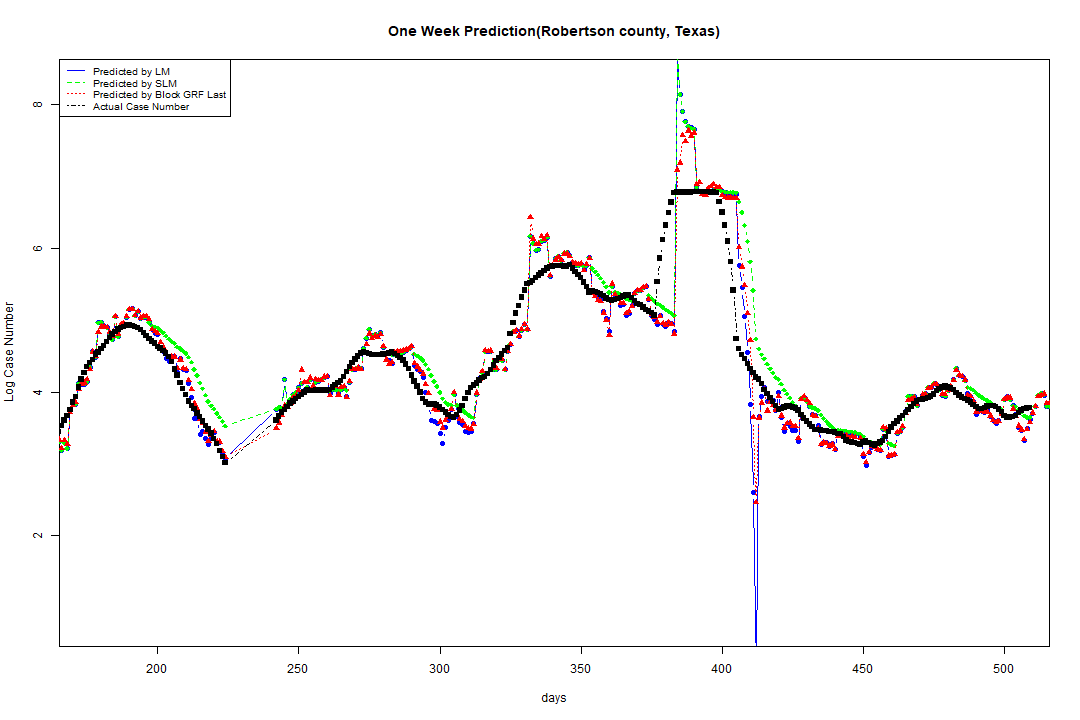 One Week Prediction(Robertson county, Texas)
Predicted by LM
Predicted by SLM
Predicted by Block GRF Last
Actual Case Number
Log Case Number
8
6
4
2
200 250 300 350 400 450 500
days